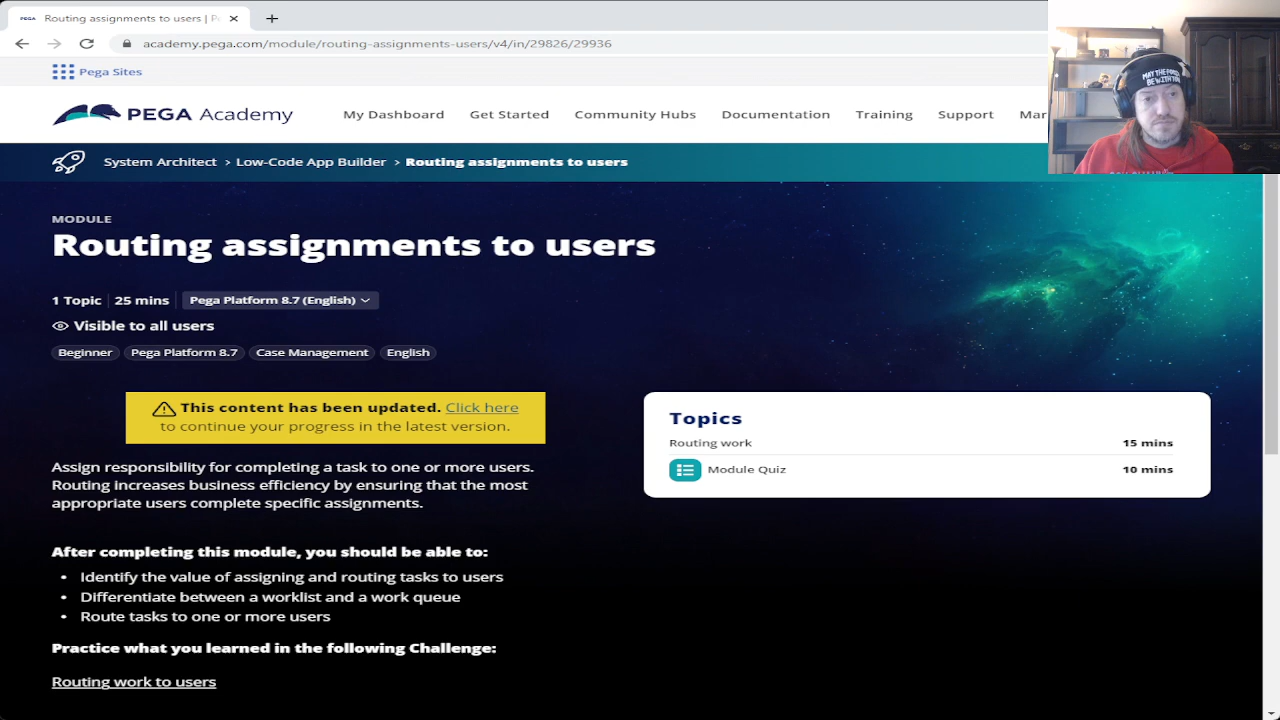 PEGA Routing assignments to users | P
academy.pega.com/module/routing-assignments-users/v4/in/29826/29936
Pega Sites
PEGA Academy My Dashboard Get Started Community Hubs Documentation Training Support Mar
MAY THE FORCE
BE WITH YOU
System Architect > Low-Code App Builder > Routing assignments to users
MODULE
Routing assignments to users
1 Topic 25 mins Pega Platform 8.7 (English)
Visible to all users
Beginner Pega Platform 8.7 Case Management English
This content has been updated. Click here
to continue your progress in the latest version.
Assign responsibility for completing a task to one or more users.
Routing increases business efficiency by ensuring that the most
appropriate users complete specific assignments.
Topics
Routing work 15 mins
Module Quiz 10 mins
After completing this module, you should be able to:
• Identify the value of assigning and routing tasks to users
• Differentiate between a worklist and a work queue
• Route tasks to one or more users
Practice what you learned in the following Challenge:
Routing work to users